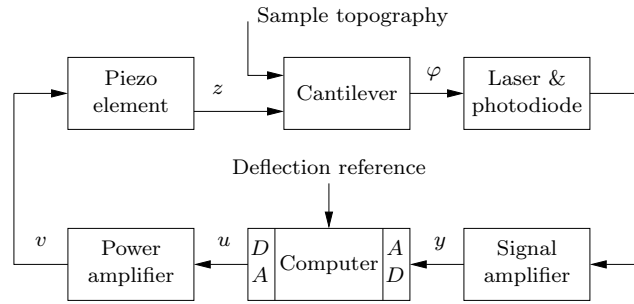 Sample topography
Piezo
element
z
Cantilever
φ
Laser &
photodiode
Deflection reference
v
Power
amplifier
u
D
A
Computer
A
D
y
Signal
amplifier